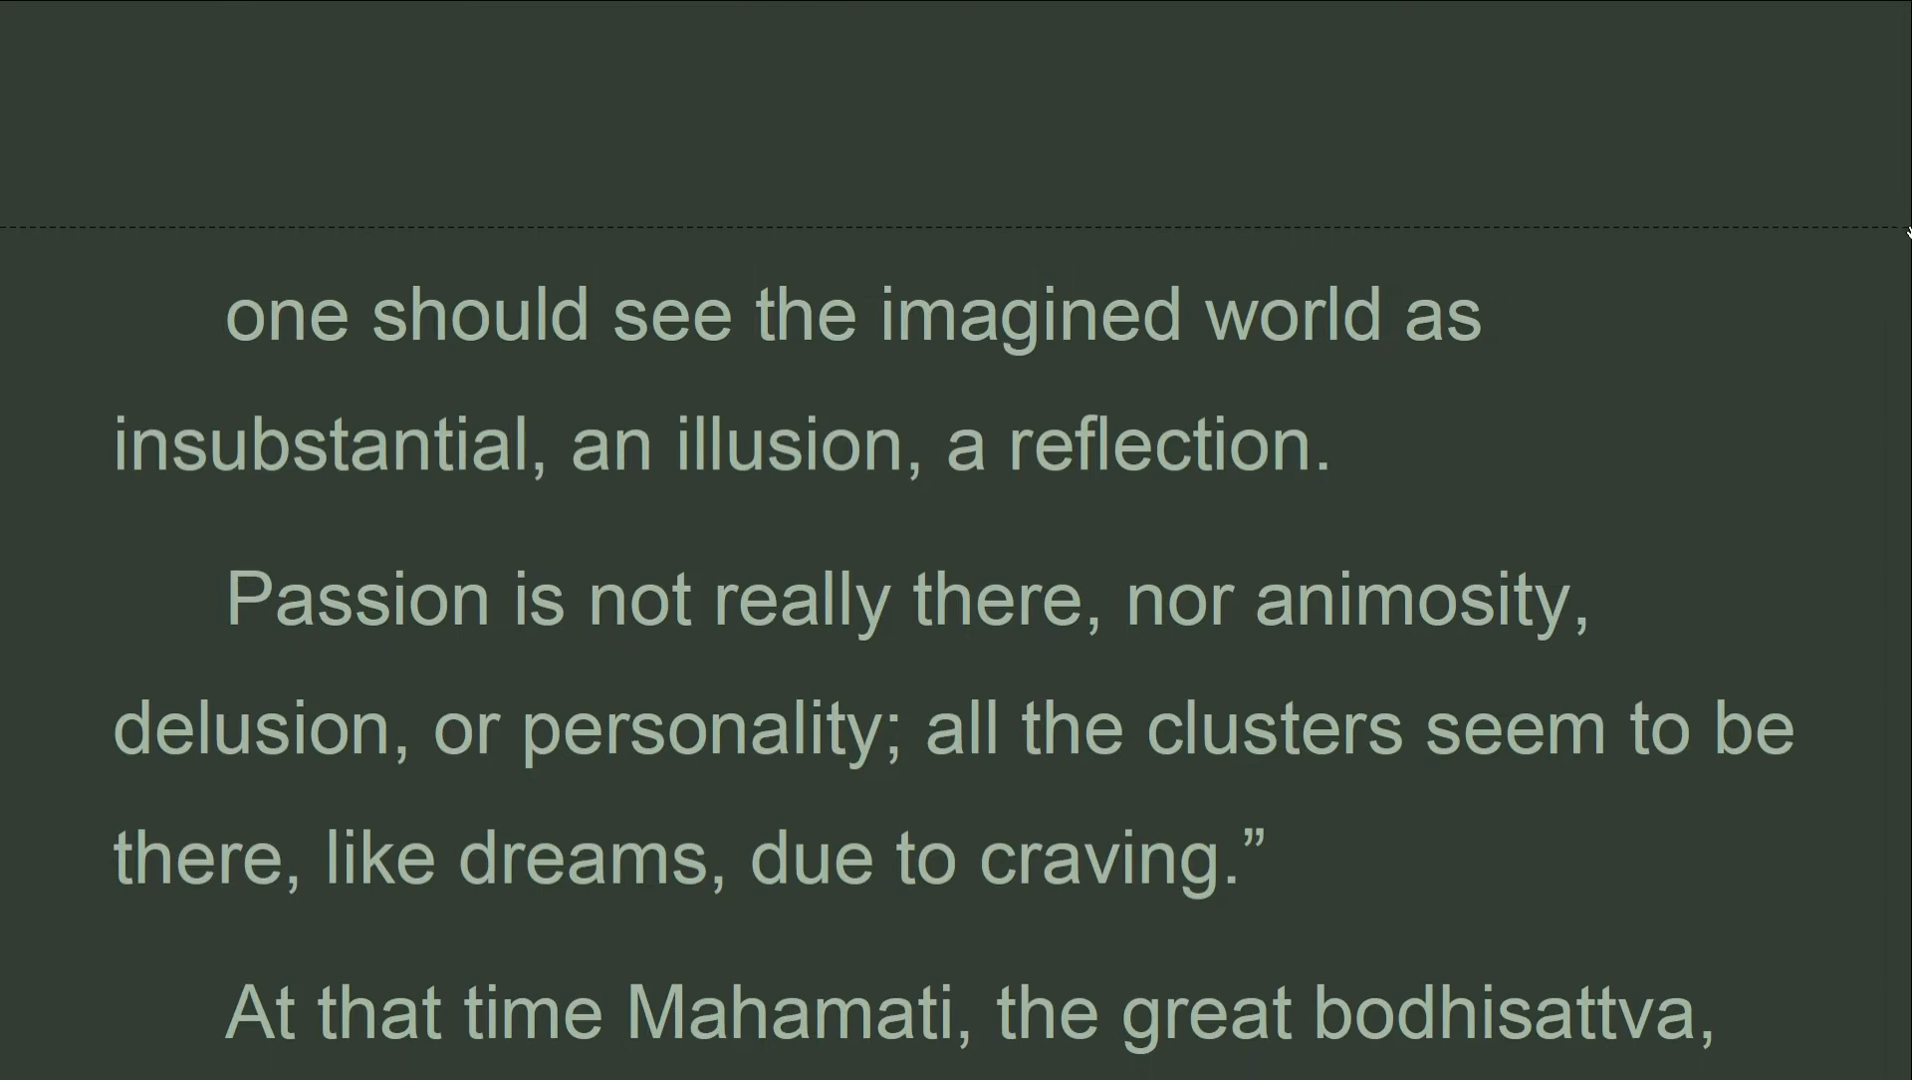 one should see the imagined world as
insubstantial, an illusion, a reflection.
Passion is not really there, nor animosity,
delusion, or personality; all the clusters seem to be
there, like dreams, due to craving.”
At that time Mahamati, the great bodhisattva,